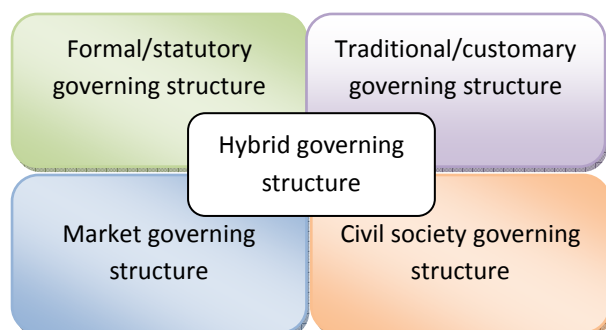 Formal/statutory
governing structure
Traditional/customary
governing structure
Hybrid governing
structure
Market governing
structure
Civil society governing
structure